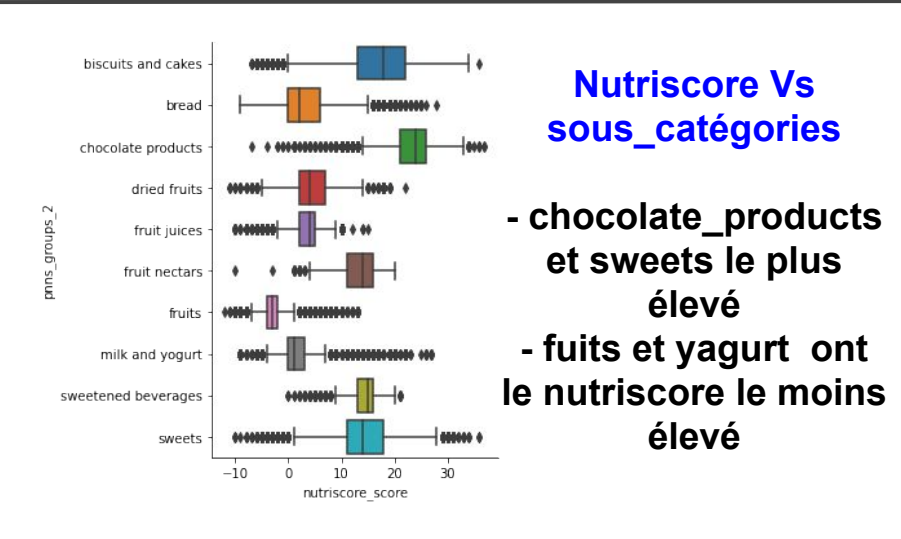 biscuits and cakes
bread
chocolate products
dried fruits
fruit juices
fruit nectars
fruits
milk and yogurt
sweetened beverages
sweets
pnns_groups_2
−10 0 10 20 30
nutriscore_score
Nutriscore Vs
sous_catégories
- chocolate_products
et sweets le plus
élevé
- fuits et yagurt ont
le nutriscore le moins
élevé